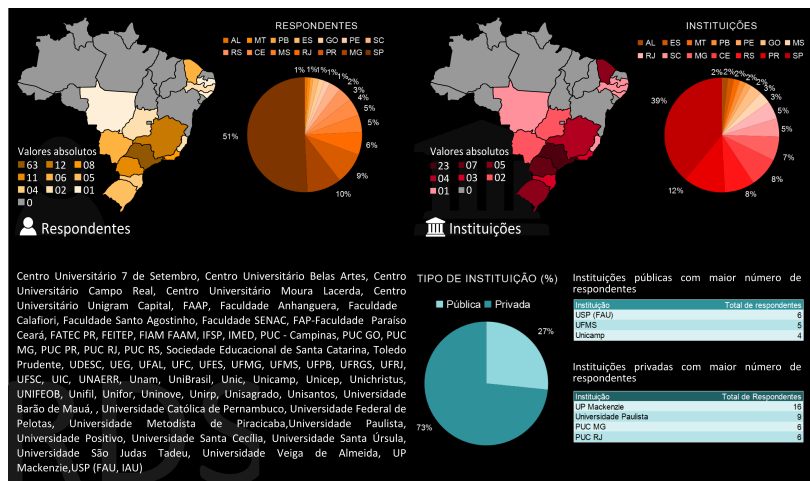 RESPONDENTES
AL MT PB ES GO PE SC
RS CE MS RJ PR MG SP
1% 1% 1% 1% 1% 2% 3% 5% 5% 6% 9% 10% 51%
Valores absolutos
63 12 08
11 06 05
04 02 01
0
Respondentes
INSTITUIÇÕES
AL ES MT PB PE GO MS
RJ SC MG CE RS PR SP
2% 2% 2% 2% 3% 3% 5% 5% 7% 8% 8% 12% 39%
Valores absolutos
23 07 05
04 03 02
01 0
Instituições
Centro Universitário 7 de Setembro, Centro Universitário Belas Artes, Centro
Universitário Campo Real, Centro Universitário Moura Lacerda, Centro
Universitário Unigram Capital, FAAP, Faculdade Anhanguera, Faculdade
Calafiori, Faculdade Santo Agostinho, Faculdade SENAC, FAP-Faculdade Paraíso
Ceará, FATEC PR, FEITEP, FIAM FAAM, IFSP, IMED, PUC - Campinas, PUC GO, PUC
MG, PUC PR, PUC RJ, PUC RS, Sociedade Educacional de Santa Catarina, Toledo
Prudente, UDESC, UEG, UFAL, UFC, UFES, UFMG, UFMS, UFPB, UFRGS, UFRJ,
UFSC, UIC, UNAERR, Unam, UniBrasil, Unic, Unicamp, Unicep, Unichristus,
UNIFEOB, Unifil, Unifor, Uninove, Unirp, Unisagrado, Unisantos, Universidade
Barão de Mauá, , Universidade Católica de Pernambuco, Universidade Federal de
Pelotas, Universidade Metodista de Piracicaba,Universidade Paulista,
Universidade Positivo, Universidade Santa Cecília, Universidade Santa Úrsula,
Universidade São Judas Tadeu, Universidade Veiga de Almeida, UP
Mackenzie,USP (FAU, IAU)
TIPO DE INSTITUIÇÃO (%)
Pública Privada
27%
73%
Instituições públicas com maior número de
respondentes
Instituição Total de respondentes
USP (FAU) 6
UFMS 5
Unicamp 4
Instituições privadas com maior número de
respondentes
Instituição Total de Respondentes
UP Mackenzie 16
Universidade Paulista 9
PUC MG 6
PUC RJ 6